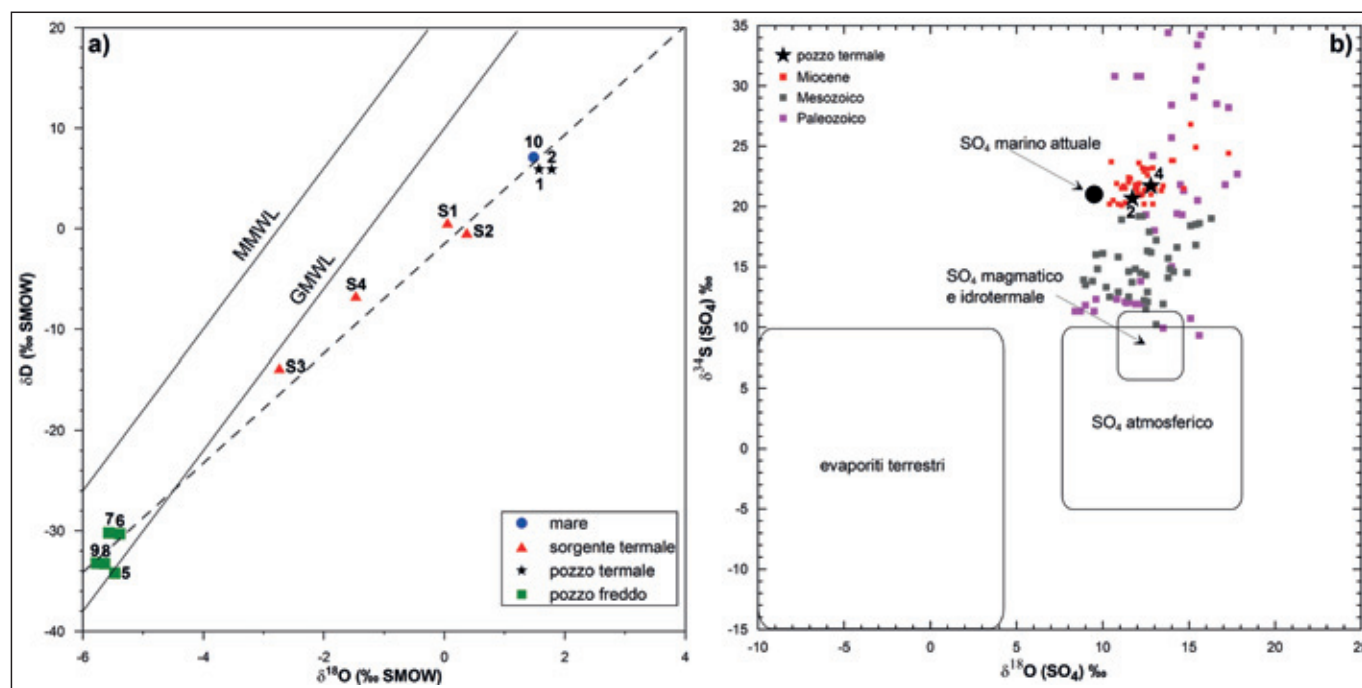 a)
MMWL
GMWL
10
2
1
S1
S2
S4
S3
7 6
98
5
mare
sorgente termale
pozzo termale
pozzo freddo
20
10
0
-10
-20
-30
-40
-6
-4
-2
0
2
4
δD (‰ SMOW)
δ¹⁸O (‰ SMOW)
b)
pozzo termale
Miocene
Mesozoico
Paleozoico
SO₄ marino attuale
4
2
SO₄ magmatico
e idrotermale
SO₄ atmosferico
evaporiti terrestri
35
30
25
20
15
10
5
0
-5
-10
-15
-10
-5
0
5
10
15
20
25
δ³⁴S (SO₄) ‰
δ¹⁸O (SO₄) ‰